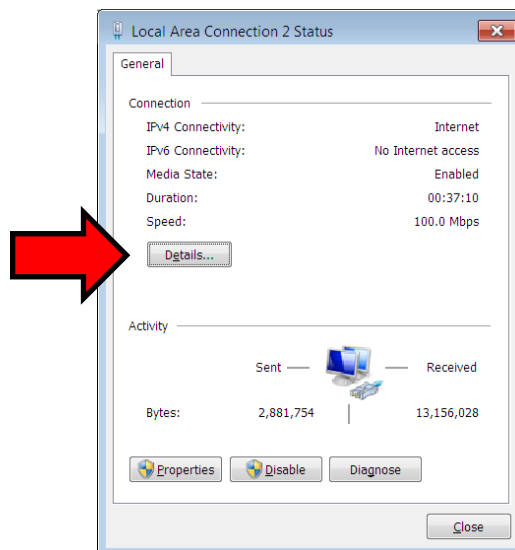 Local Area Connection 2 Status
General
Connection
IPv4 Connectivity: Internet
IPv6 Connectivity: No Internet access
Media State: Enabled
Duration: 00:37:10
Speed: 100.0 Mbps
Details...
Activity
Sent Received
Bytes: 2,881,754 13,156,028
Properties Disable Diagnose
Close